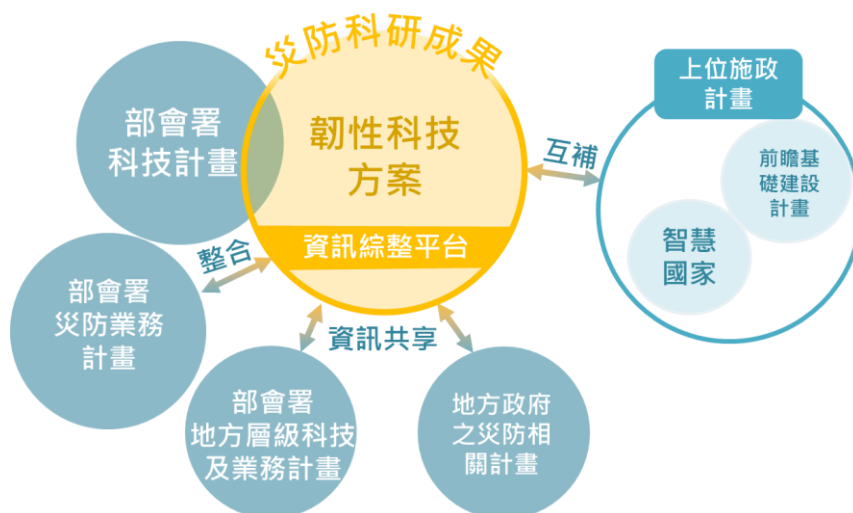 災防科研成果
部會署
科技計畫
韌性科技
方案
資訊綜整平台
互補
上位施政
計畫
前瞻基
礎建設
計畫
智慧
國家
整合
部會署
災防業務
計畫
資訊共享
部會署
地方層級科技
及業務計畫
地方政府
之災防相
關計畫